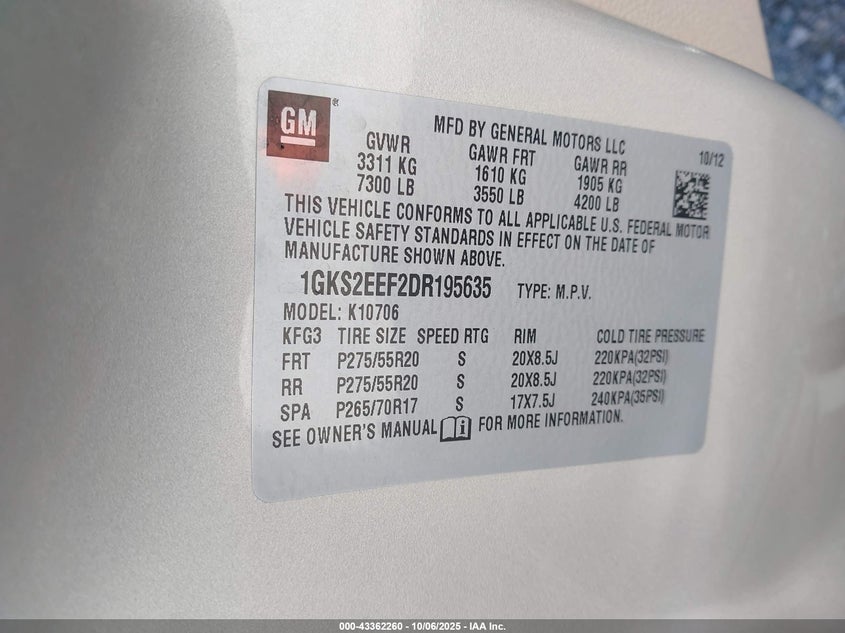 GM ®
MFD BY GENERAL MOTORS LLC 10/12
GVWR GAWR FRT GAWR RR
3311 KG 1610 KG 1905 KG
7300 LB 3550 LB 4200 LB
THIS VEHICLE CONFORMS TO ALL APPLICABLE U.S. FEDERAL MOTOR
VEHICLE SAFETY STANDARDS IN EFFECT ON THE DATE OF
MANUFACTURE SHOWN ABOVE.
1GKS2EEF2DR195635 TYPE: M.P.V.
MODEL: K10706
KFG3 TIRE SIZE SPEED RTG RIM COLD TIRE PRESSURE
FRT P275/55R20 S 20X8.5J 220KPA(32PSI)
RR P275/55R20 S 20X8.5J 220KPA(32PSI)
SPA P265/70R17 S 17X7.5J 240KPA(35PSI)
SEE OWNER'S MANUAL i FOR MORE INFORMATION.
000-43362260 - 10/06/2025 - IAA Inc.